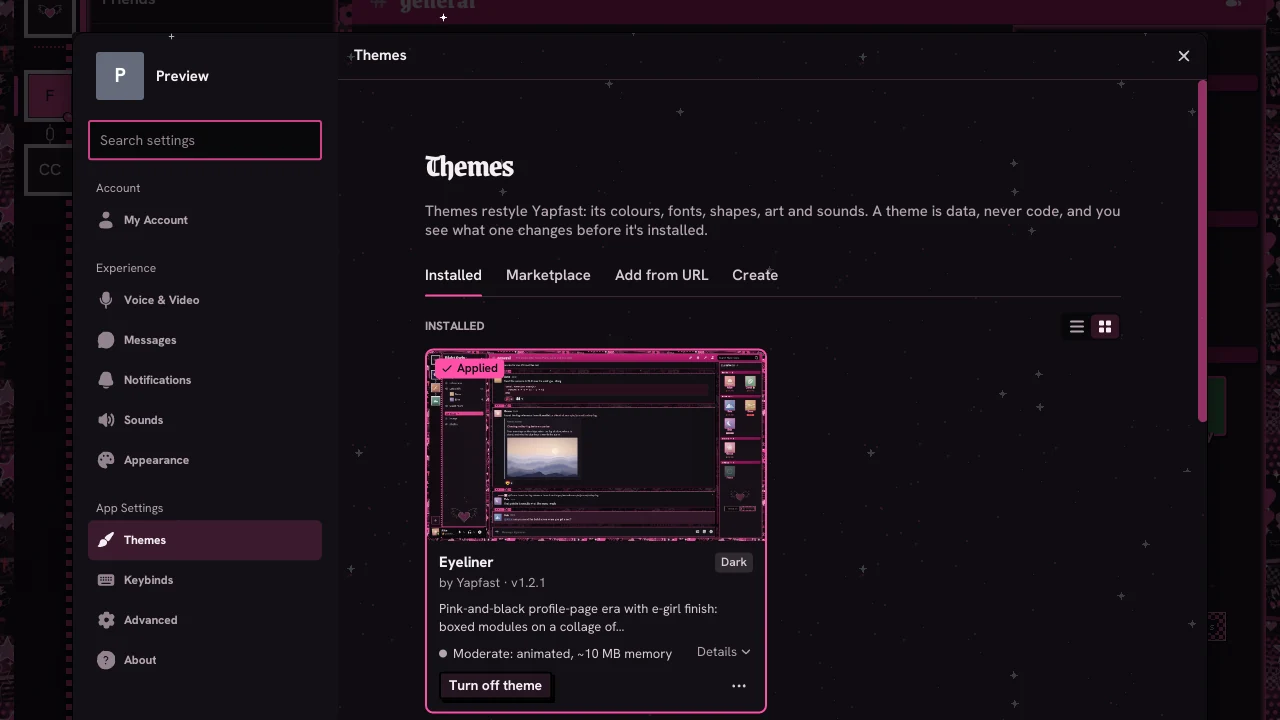 Friends
# general
F
CC
P
Preview
Search settings
Account
My Account
Experience
Voice & Video
Messages
Notifications
Sounds
Appearance
App Settings
Themes
Keybinds
Advanced
About
Themes
Themes
Themes restyle Yapfast: its colours, fonts, shapes, art and sounds. A theme is data, never code, and you
see what one changes before it's installed.
Installed
Marketplace
Add from URL
Create
INSTALLED
Applied
Eyeliner
Dark
by Yapfast · v1.2.1
Pink-and-black profile-page era with e-girl finish:
boxed modules on a collage of…
Moderate: animated, ~10 MB memory
Details
Turn off theme